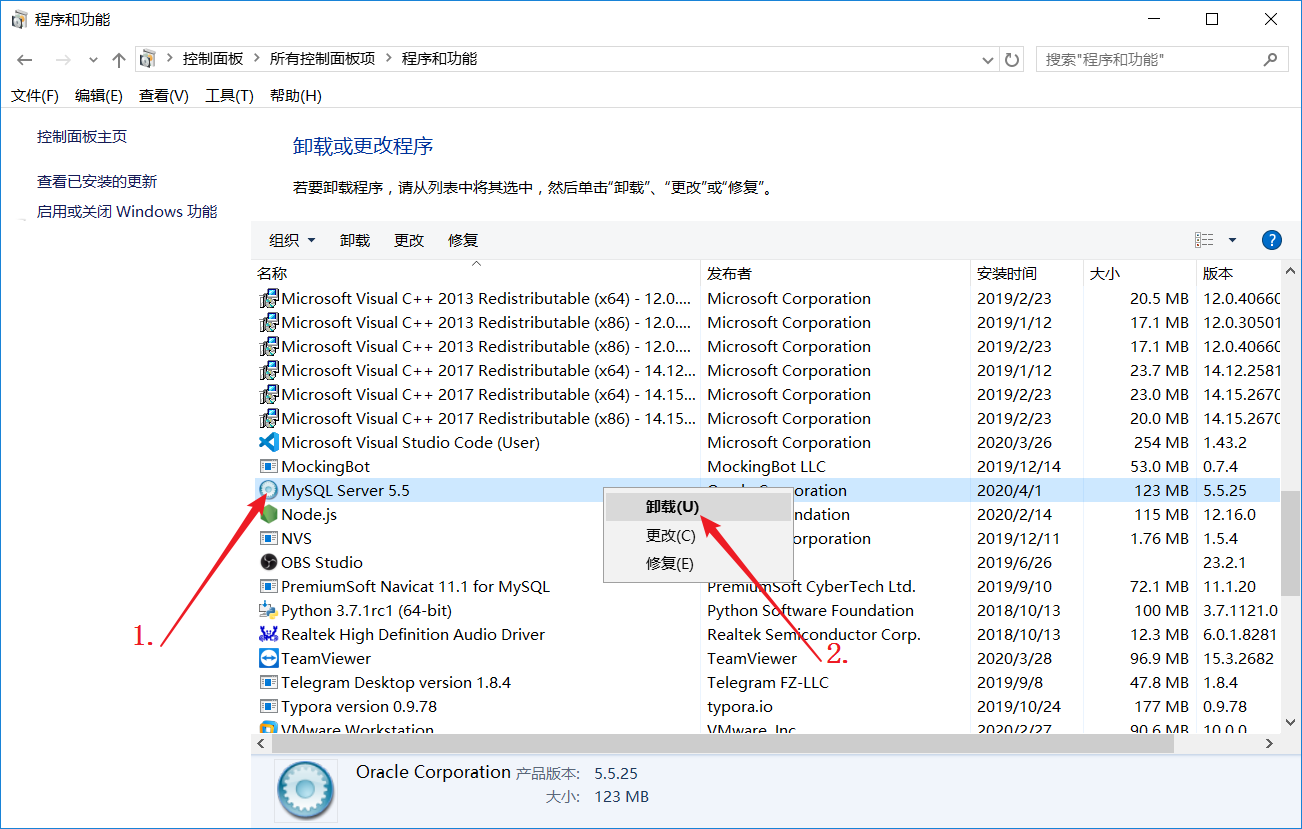 程序和功能
控制面板 > 所有控制面板项 > 程序和功能
搜索"程序和功能"
文件(F) 编辑(E) 查看(V) 工具(T) 帮助(H)
控制面板主页
查看已安装的更新
启用或关闭 Windows 功能
卸载或更改程序
若要卸载程序，请从列表中将其选中，然后单击“卸载”、“更改”或“修复”。
组织 卸载 更改 修复
名称 发布者 安装时间 大小 版本
Microsoft Visual C++ 2013 Redistributable (x64) - 12.0.... Microsoft Corporation 2019/2/23 20.5 MB 12.0.40660
Microsoft Visual C++ 2013 Redistributable (x86) - 12.0.... Microsoft Corporation 2019/1/12 17.1 MB 12.0.30501
Microsoft Visual C++ 2013 Redistributable (x86) - 12.0.... Microsoft Corporation 2019/2/23 17.1 MB 12.0.40660
Microsoft Visual C++ 2017 Redistributable (x64) - 14.12... Microsoft Corporation 2019/1/12 23.7 MB 14.12.2581
Microsoft Visual C++ 2017 Redistributable (x64) - 14.15... Microsoft Corporation 2019/2/23 23.0 MB 14.15.2670
Microsoft Visual C++ 2017 Redistributable (x86) - 14.15... Microsoft Corporation 2019/2/23 20.0 MB 14.15.2670
Microsoft Visual Studio Code (User) Microsoft Corporation 2020/3/26 254 MB 1.43.2
MockingBot MockingBot LLC 2019/12/14 53.0 MB 0.7.4
MySQL Server 5.5 Oracle Corporation 2020/4/1 123 MB 5.5.25
Node.js ndation 2020/2/14 115 MB 12.16.0
NVS orporation 2019/12/11 1.76 MB 1.5.4
OBS Studio 2019/6/26 23.2.1
PremiumSoft Navicat 11.1 for MySQL PremiumSoft CyberTech Ltd. 2019/9/10 72.1 MB 11.1.20
Python 3.7.1rc1 (64-bit) Python Software Foundation 2018/10/13 100 MB 3.7.1121.0
Realtek High Definition Audio Driver Realtek Semiconductor Corp. 2018/10/13 12.3 MB 6.0.1.8281
TeamViewer TeamViewer 2020/3/28 96.9 MB 15.3.2682
Telegram Desktop version 1.8.4 Telegram FZ-LLC 2019/9/8 47.8 MB 1.8.4
Typora version 0.9.78 typora.io 2019/10/24 177 MB 0.9.78
VMware Workstation VMware, Inc. 2020/2/27 90.6 MB 10.0.0
卸载(U)
更改(C)
修复(E)
1.
2.
Oracle Corporation 产品版本: 5.5.25
大小: 123 MB